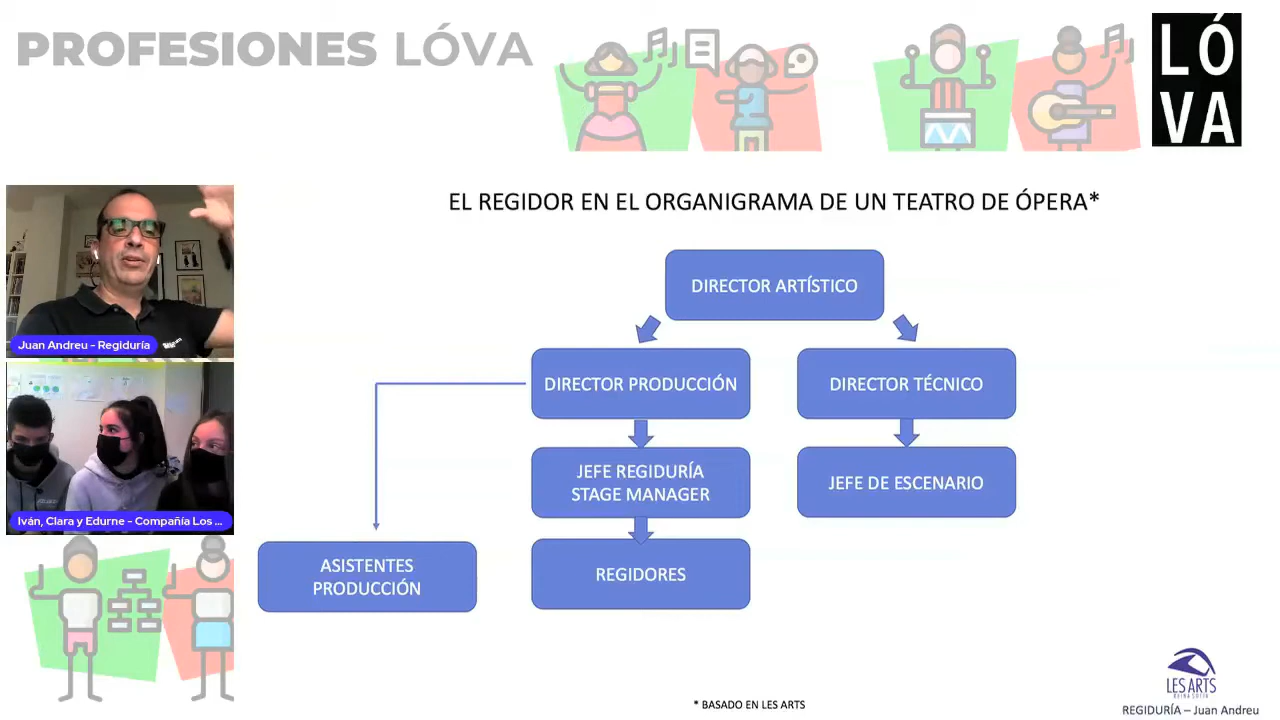 PROFESIONES LÓVA
LÓ
VA
EL REGIDOR EN EL ORGANIGRAMA DE UN TEATRO DE ÓPERA*
DIRECTOR ARTÍSTICO
DIRECTOR PRODUCCIÓN
DIRECTOR TÉCNICO
JEFE REGIDURÍA
STAGE MANAGER
JEFE DE ESCENARIO
ASISTENTES
PRODUCCIÓN
REGIDORES
Juan Andreu - Regiduría
Iván, Clara y Edurne - Compañía Los ...
LES ARTS
REINA SOFÍA
* BASADO EN LES ARTS
REGIDURÍA – Juan Andreu